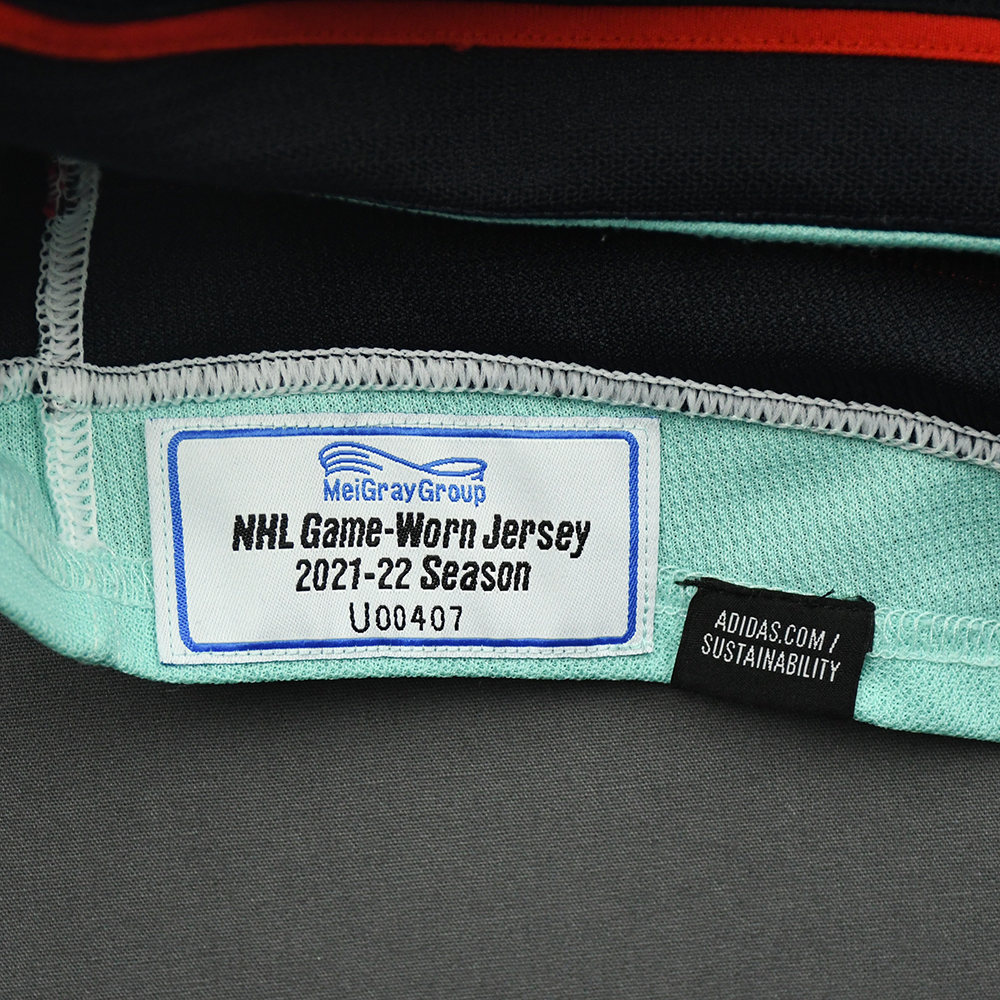 MeiGrayGroup
NHL Game-Worn Jersey
2021-22 Season
U00407
ADIDAS.COM/
SUSTAINABILITY